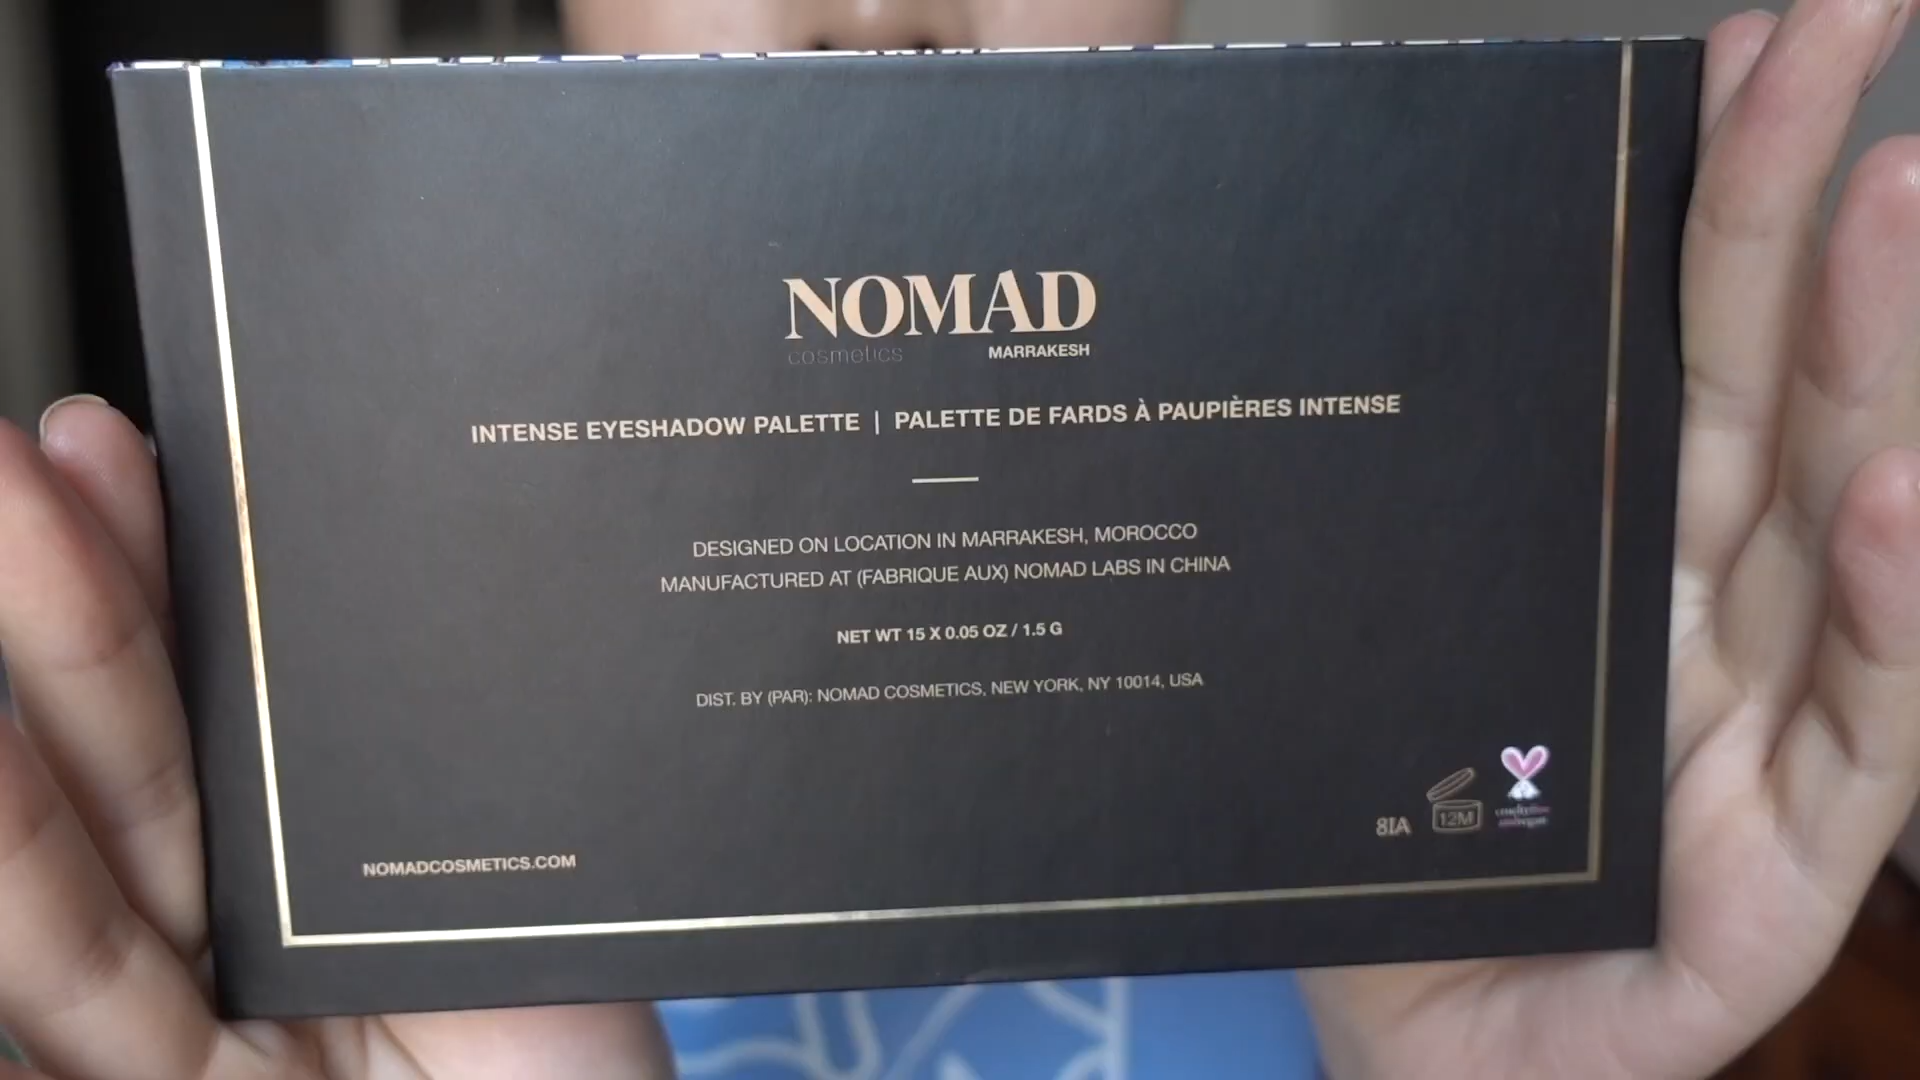 NOMAD
cosmetics MARRAKESH
INTENSE EYESHADOW PALETTE | PALETTE DE FARDS À PAUPIÈRES INTENSE
DESIGNED ON LOCATION IN MARRAKESH, MOROCCO
MANUFACTURED AT (FABRIQUE AUX) NOMAD LABS IN CHINA
NET WT 15 X 0.05 OZ / 1.5 G
DIST. BY (PAR): NOMAD COSMETICS, NEW YORK, NY 10014, USA
8IA 12M
NOMADCOSMETICS.COM